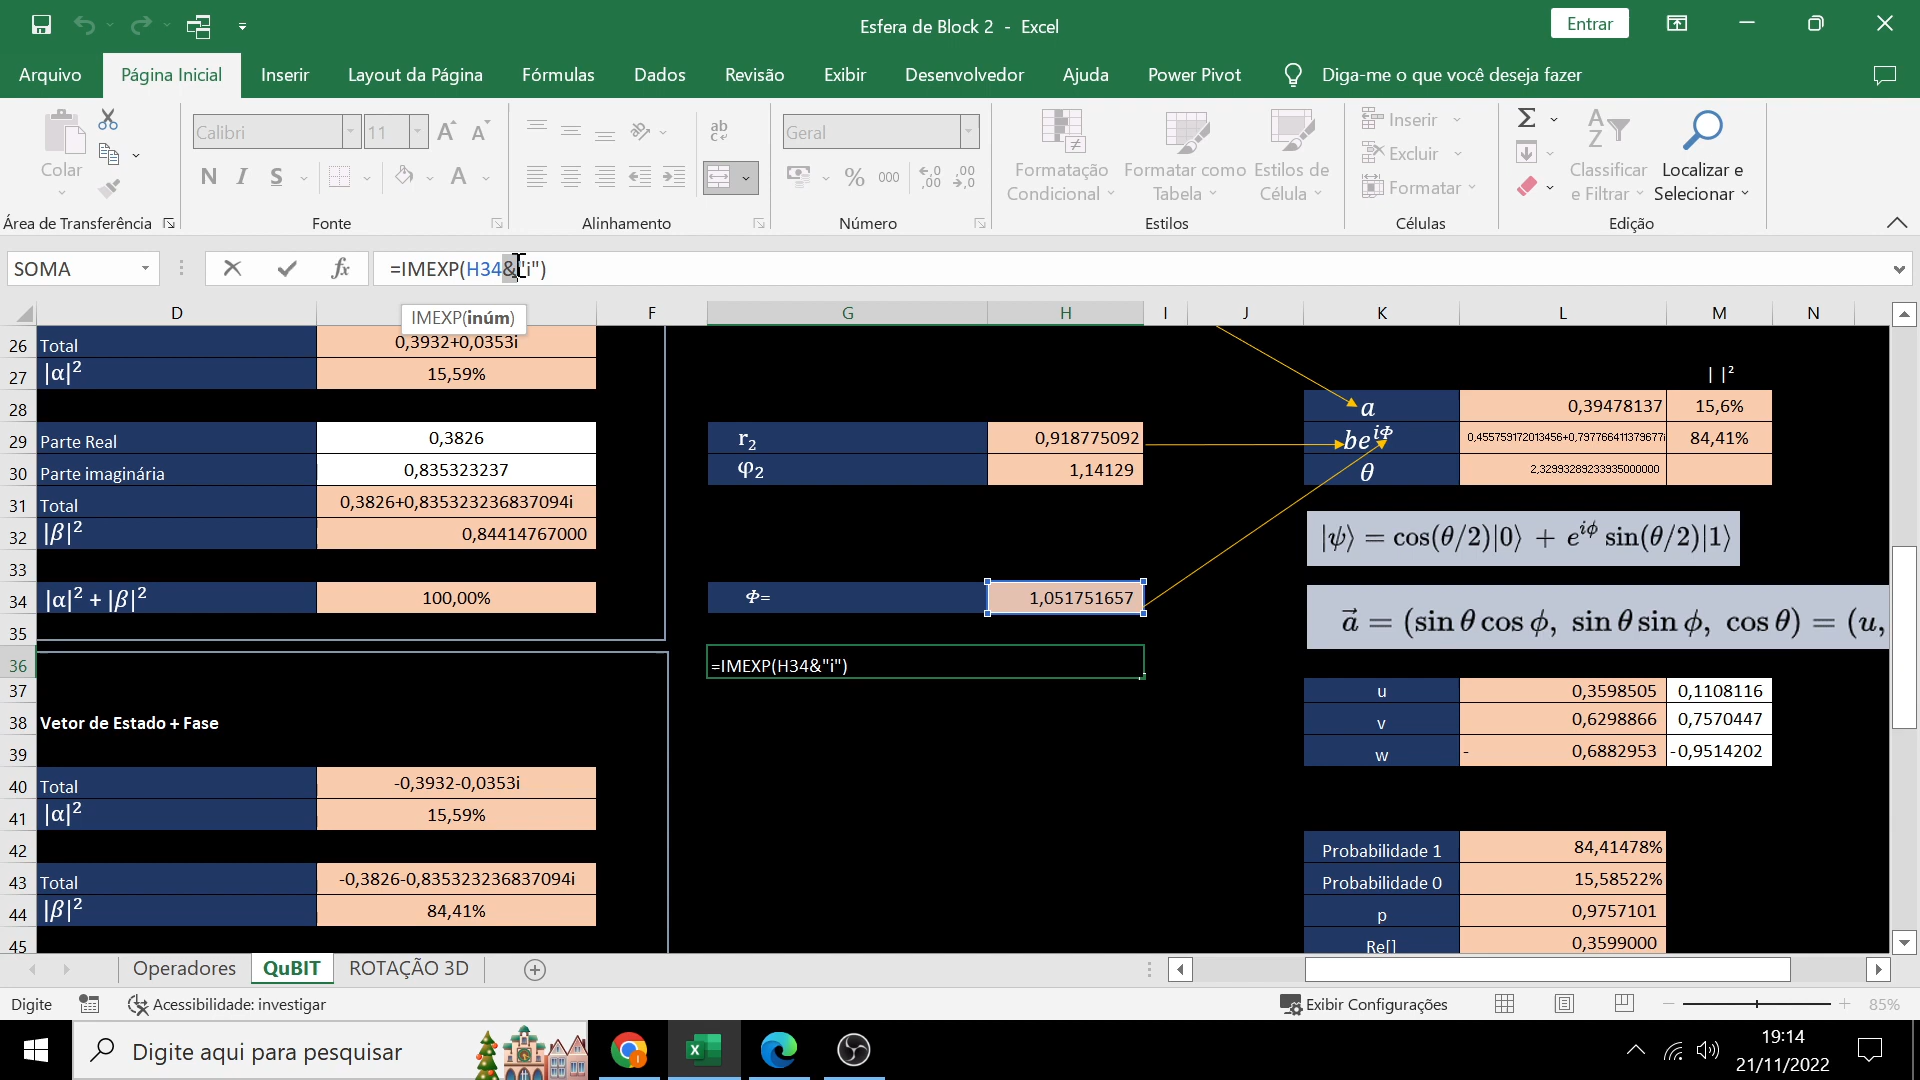 Esfera de Block 2 - Excel
Entrar
Arquivo
Página Inicial
Inserir
Layout da Página
Fórmulas
Dados
Revisão
Exibir
Desenvolvedor
Ajuda
Power Pivot
Diga-me o que você deseja fazer
Colar
Calibri
11
N I S
Geral
% 000
Formatação Condicional
Formatar como Tabela
Estilos de Célula
Inserir
Excluir
Formatar
Classificar e Filtrar
Localizar e Selecionar
Área de Transferência
Fonte
Alinhamento
Número
Estilos
Células
Edição
SOMA
fx
=IMEXP(H34&"i")
IMEXP(inúm)
D F G H I J K L M N
26 Total 0,3932+0,0353i
27 |α|² 15,59% | |²
28 a 0,39478137 15,6%
29 Parte Real 0,3826 r₂ 0,918775092 be^iΦ 0,455759172013456+0,797766411379677i 84,41%
30 Parte imaginária 0,835323237 φ₂ 1,14129 θ 2,32993289233935000000
31 Total 0,3826+0,835323236837094i
32 |β|² 0,84414767000
|ψ⟩ = cos(θ/2)|0⟩ + e^iϕ sin(θ/2)|1⟩
33
34 |α|² + |β|² 100,00% Φ= 1,051751657
a⃗ = (sin θ cos ϕ, sin θ sin ϕ, cos θ) = (u,
35
36 =IMEXP(H34&"i")
37 u 0,3598505 0,1108116
38 Vetor de Estado + Fase v 0,6298866 0,7570447
39 w - 0,6882953 -0,9514202
40 Total -0,3932-0,0353i
41 |α|² 15,59%
42 Probabilidade 1 84,41478%
43 Total -0,3826-0,835323236837094i Probabilidade 0 15,58522%
44 |β|² 84,41% p 0,9757101
45 Re[] 0,3599000
Operadores
QuBIT
ROTAÇÃO 3D
Digite
Acessibilidade: investigar
Exibir Configurações
85%
Digite aqui para pesquisar
19:14
21/11/2022